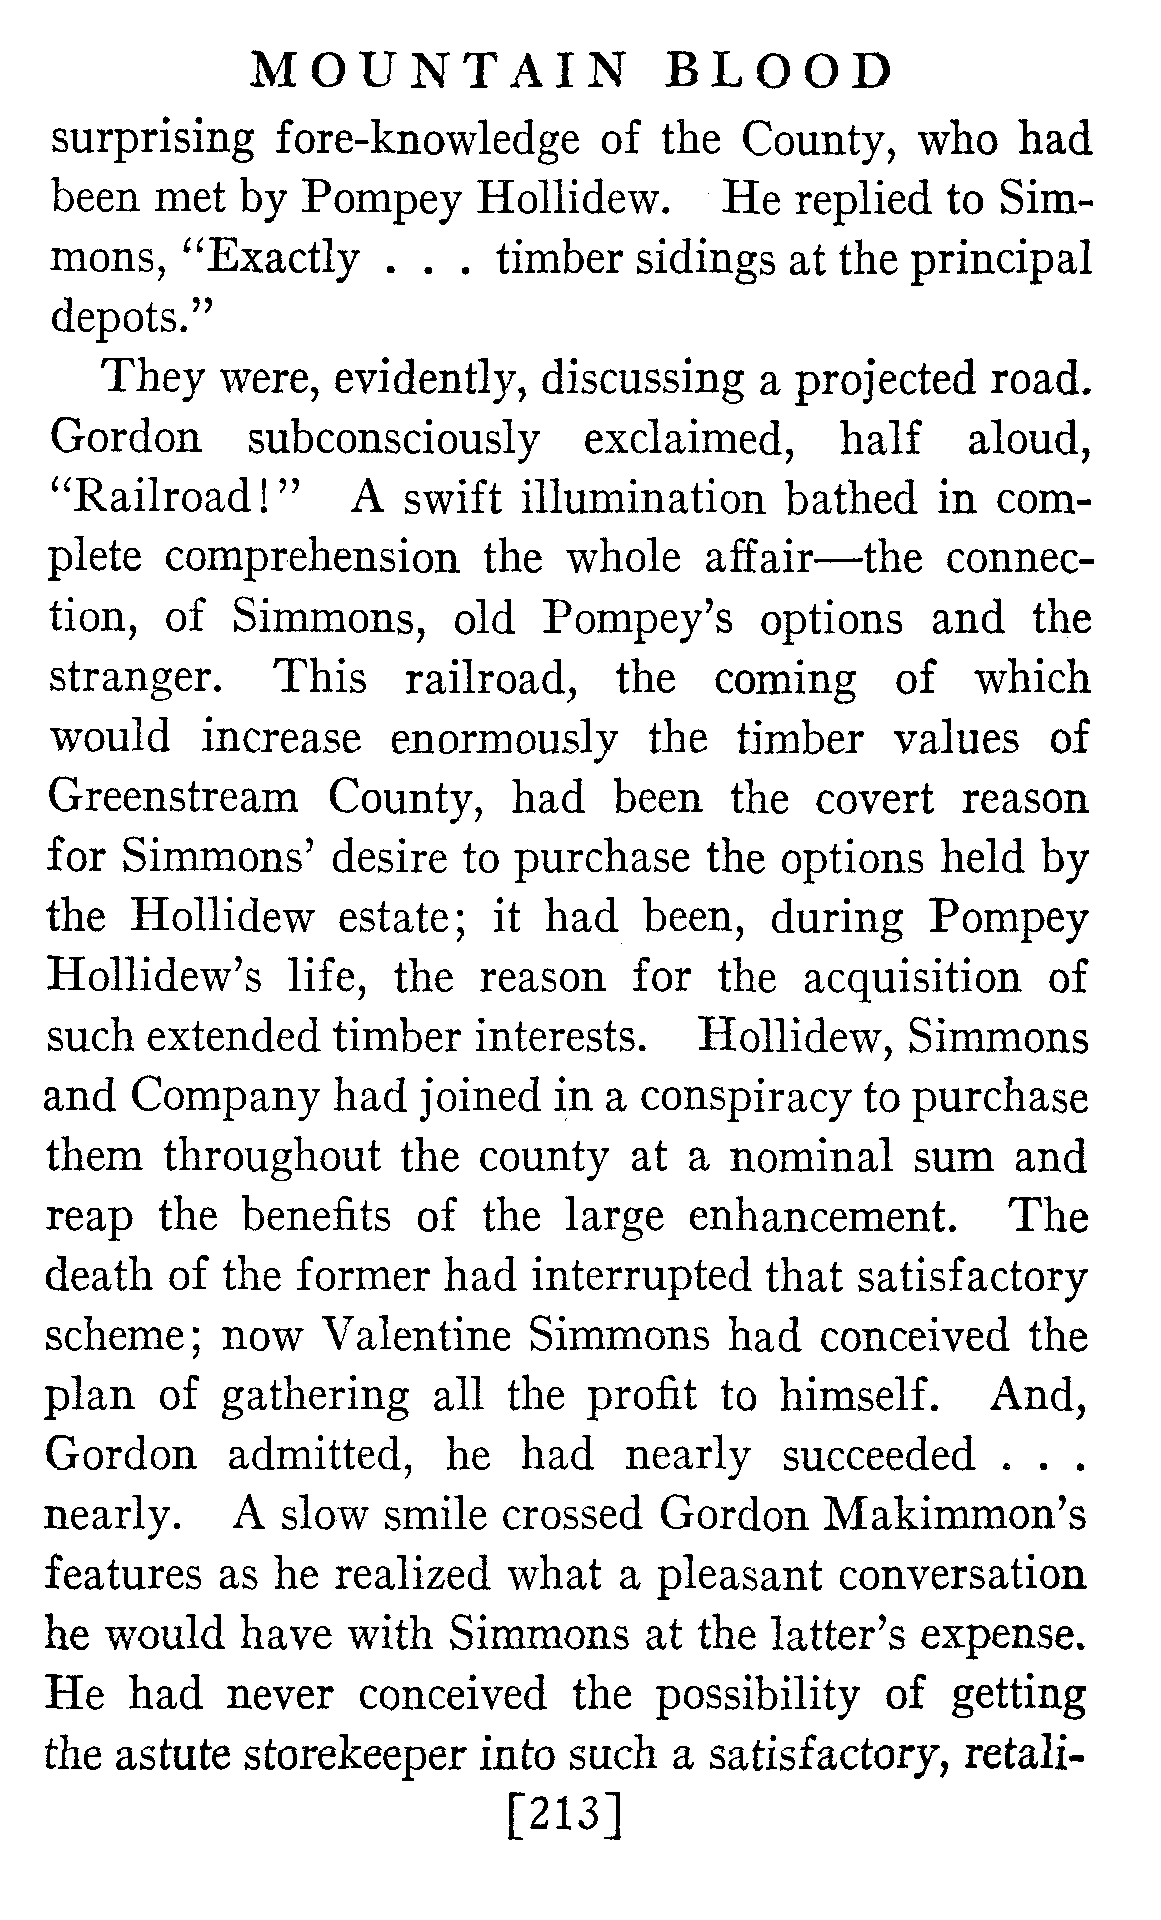 MOUNTAIN BLOOD
surprising fore-knowledge of the County, who had
been met by Pompey Hollidew. He replied to Sim-
mons, "Exactly . . . timber sidings at the principal
depots."
They were, evidently, discussing a projected road.
Gordon subconsciously exclaimed, half aloud,
"Railroad!" A swift illumination bathed in com-
plete comprehension the whole affair—the connec-
tion, of Simmons, old Pompey's options and the
stranger. This railroad, the coming of which
would increase enormously the timber values of
Greenstream County, had been the covert reason
for Simmons' desire to purchase the options held by
the Hollidew estate; it had been, during Pompey
Hollidew's life, the reason for the acquisition of
such extended timber interests. Hollidew, Simmons
and Company had joined in a conspiracy to purchase
them throughout the county at a nominal sum and
reap the benefits of the large enhancement. The
death of the former had interrupted that satisfactory
scheme; now Valentine Simmons had conceived the
plan of gathering all the profit to himself. And,
Gordon admitted, he had nearly succeeded . . .
nearly. A slow smile crossed Gordon Makimmon's
features as he realized what a pleasant conversation
he would have with Simmons at the latter's expense.
He had never conceived the possibility of getting
the astute storekeeper into such a satisfactory, retali-
[213]